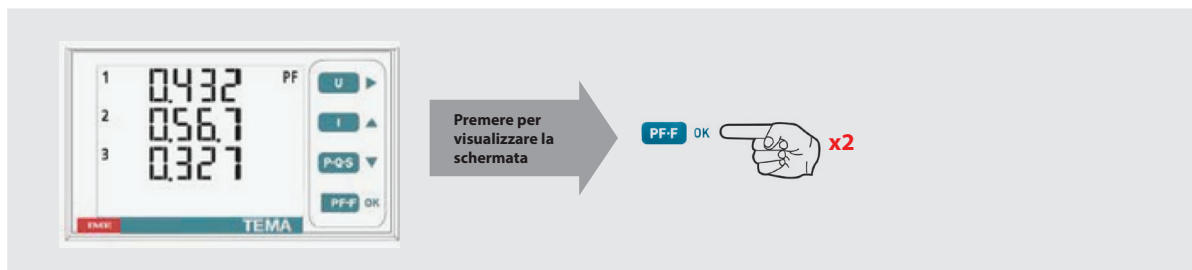 1 0.432 PF
2 0.56.7
3 0.327
U
I
P·Q·S
PF·F OK
IME TEMA
Premere per
visualizzare la
schermata
PF·F OK
x2